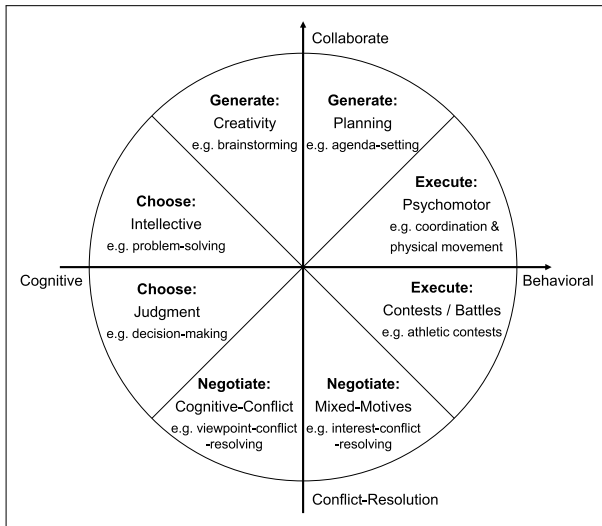 Collaborate
Generate:
Creativity
e.g. brainstorming
Generate:
Planning
e.g. agenda-setting
Choose:
Intellective
e.g. problem-solving
Execute:
Psychomotor
e.g. coordination &
physical movement
Cognitive
Behavioral
Choose:
Judgment
e.g. decision-making
Execute:
Contests / Battles
e.g. athletic contests
Negotiate:
Cognitive-Conflict
e.g. viewpoint-conflict
-resolving
Negotiate:
Mixed-Motives
e.g. interest-conflict
-resolving
Conflict-Resolution